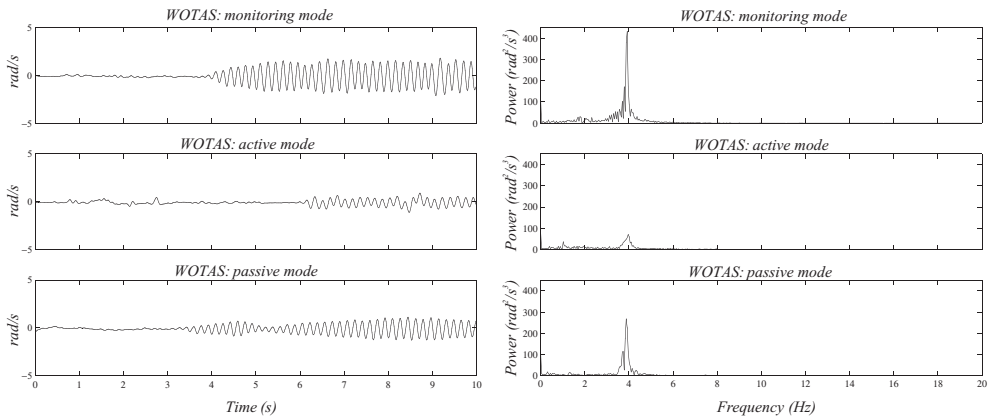 WOTAS: monitoring mode
5
0
−5
rad/s
WOTAS: active mode
5
0
−5
rad/s
WOTAS: passive mode
5
0
−5
rad/s
0 1 2 3 4 5 6 7 8 9 10
Time (s)
WOTAS: monitoring mode
400
300
200
100
0
Power (rad²/s³)
WOTAS: active mode
400
300
200
100
0
Power (rad²/s³)
WOTAS: passive mode
400
300
200
100
0
Power (rad²/s³)
0 2 4 6 8 10 12 14 16 18 20
Frequency (Hz)